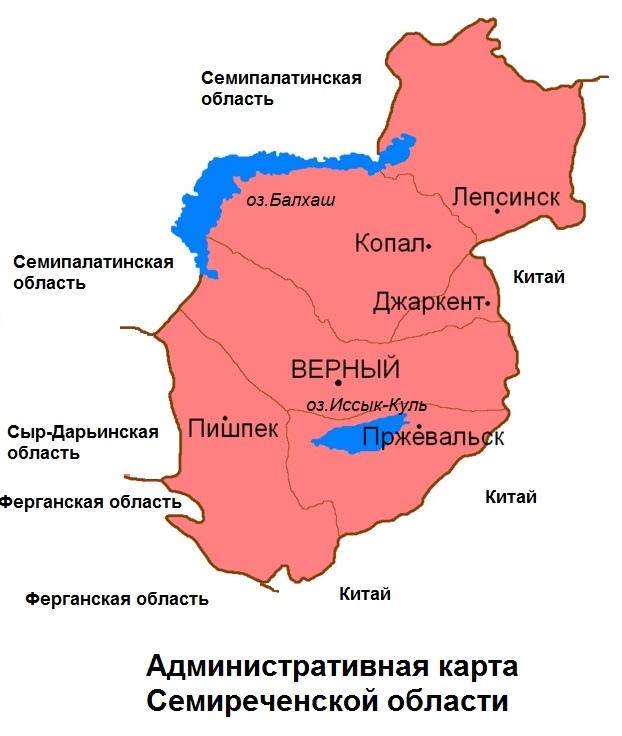 Семипалатинская
область
Лепсинск
оз.Балхаш
Копал
Семипалатинская
область
Китай
Джаркент
ВЕРНЫЙ
оз.Иссык-Куль
Пишпек
Пржевальск
Сыр-Дарьинская
область
Ферганская область
Китай
Ферганская область
Китай
Административная карта
Семиреченской области